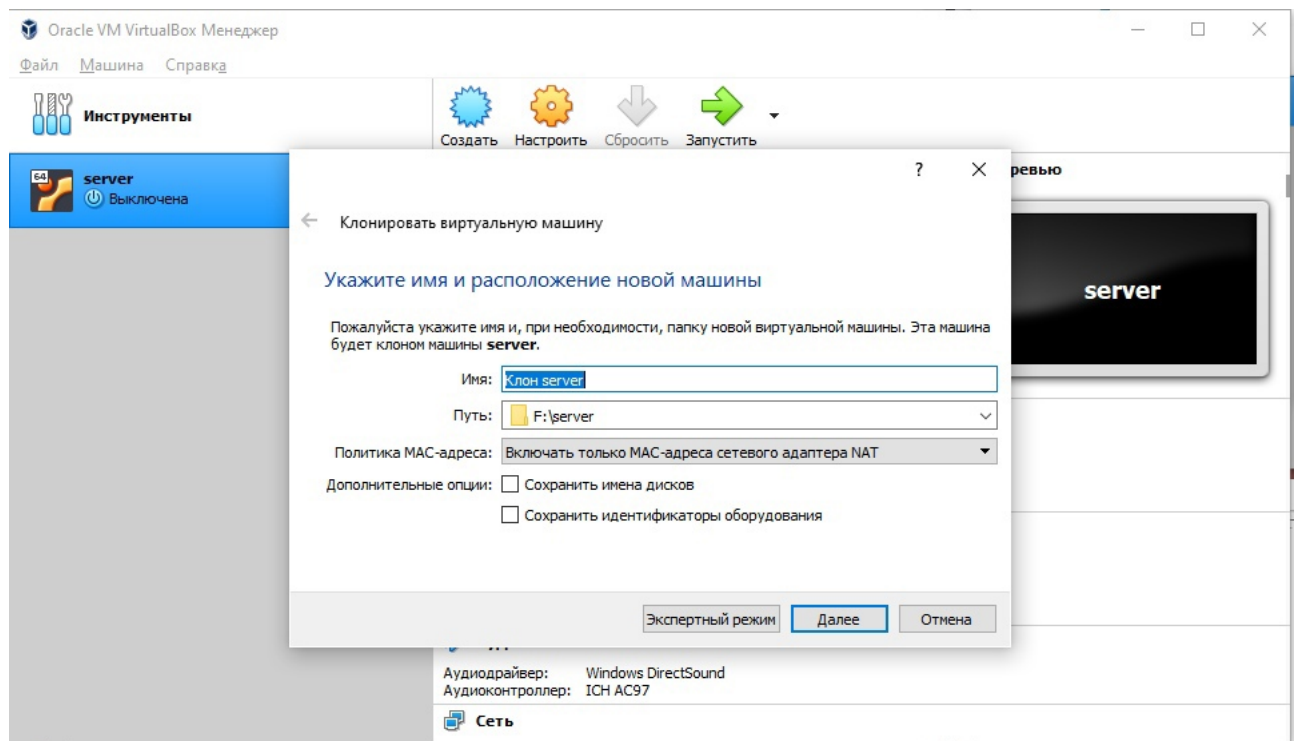 Oracle VM VirtualBox Менеджер
Файл Машина Справка
Инструменты
Создать Настроить Сбросить Запустить
64
server
Выключена
ревью
server
Клонировать виртуальную машину
Укажите имя и расположение новой машины
Пожалуйста укажите имя и, при необходимости, папку новой виртуальной машины. Эта машина
будет клоном машины server.
Имя: Клон server
Путь: F:\server
Политика MAC-адреса: Включать только MAC-адреса сетевого адаптера NAT
Дополнительные опции: Сохранить имена дисков
Сохранить идентификаторы оборудования
Экспертный режим Далее Отмена
Аудиодрайвер: Windows DirectSound
Аудиоконтроллер: ICH AC97
Сеть